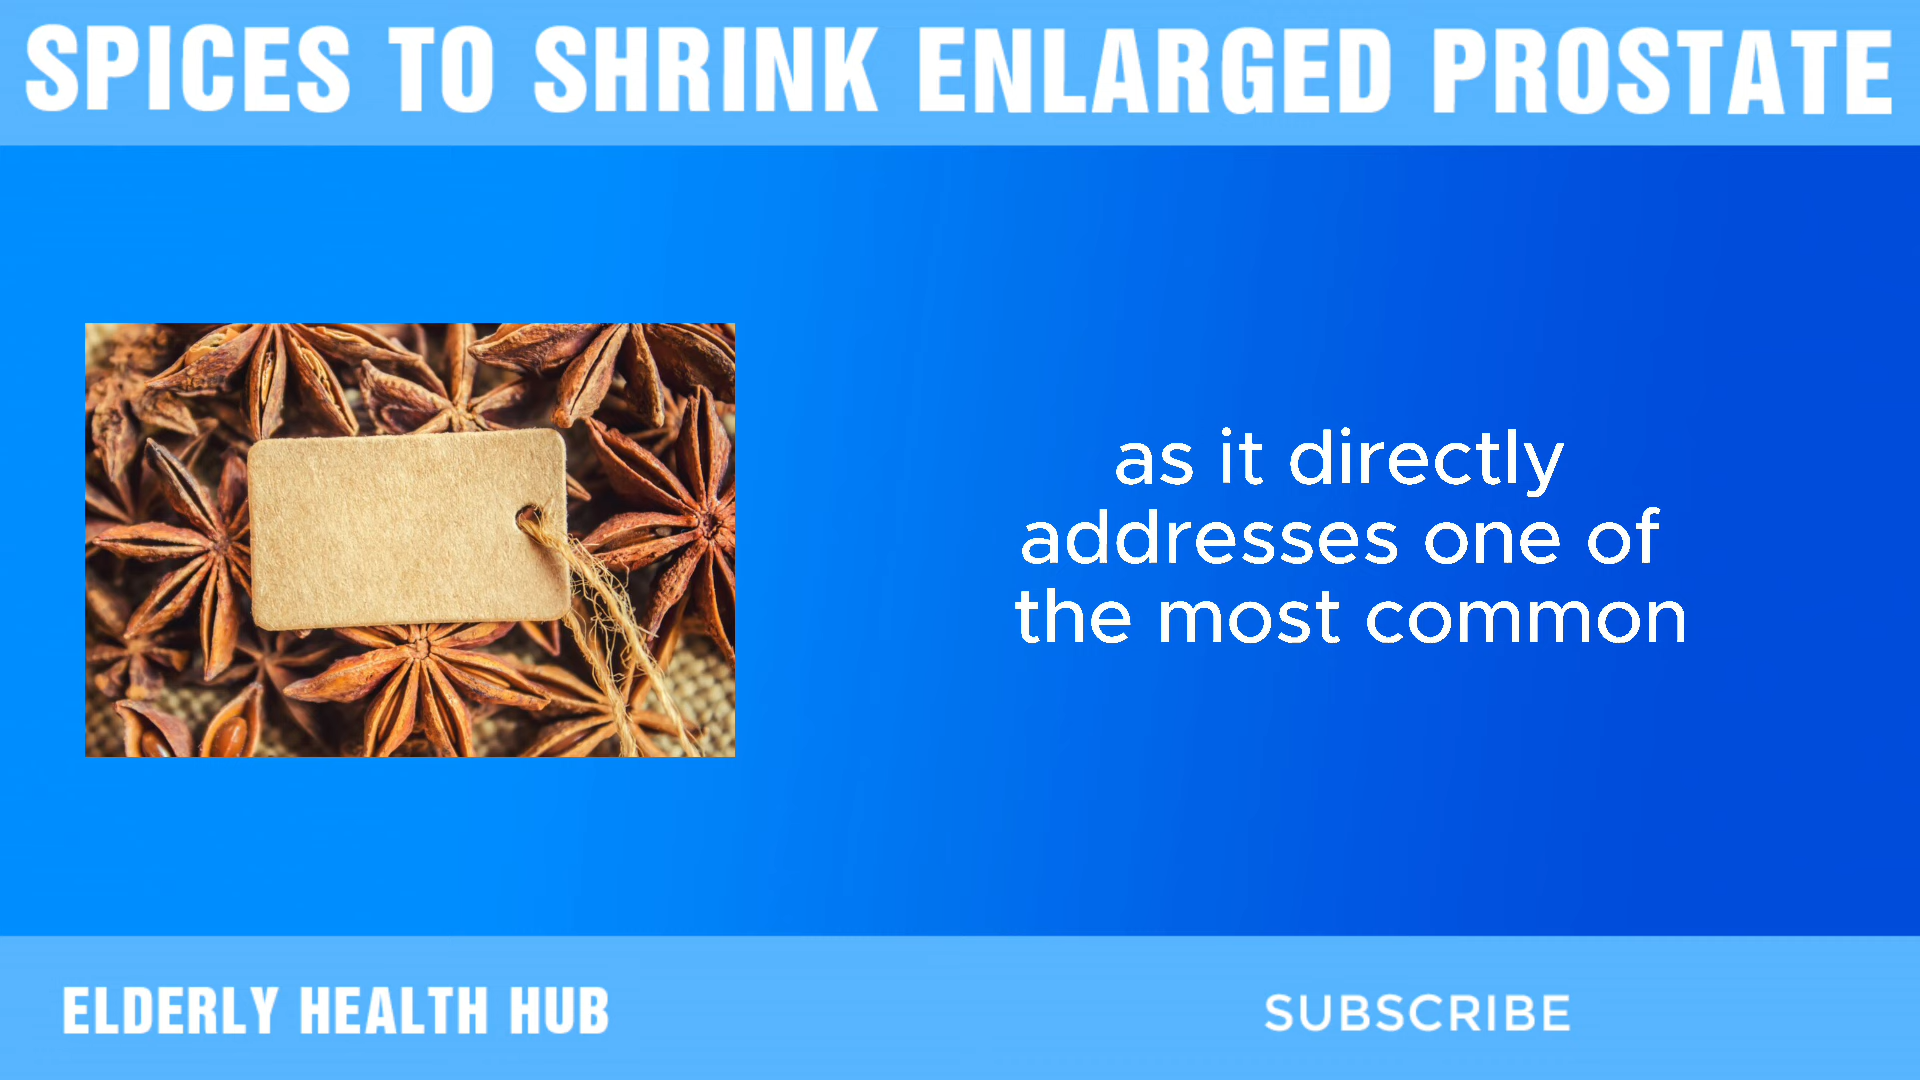 SPICES TO SHRINK ENLARGED PROSTATE
as it directly
addresses one of
the most common
ELDERLY HEALTH HUB
SUBSCRIBE